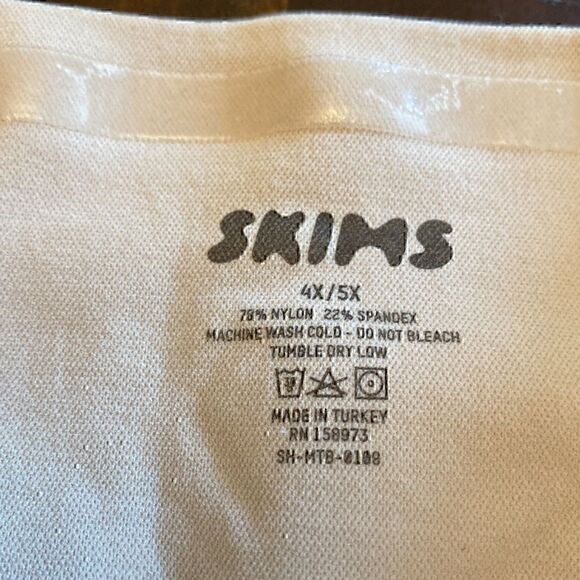 SKIMS
4X/5X
78% NYLON 22% SPANDEX
MACHINE WASH COLD - DO NOT BLEACH
TUMBLE DRY LOW
MADE IN TURKEY
RN 158973
SH-MTB-0108